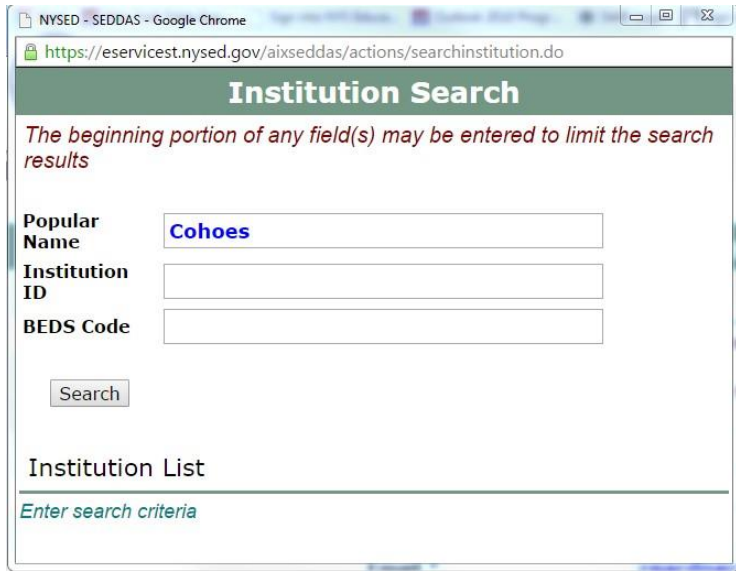 NYSED - SEDDAS - Google Chrome
https://eservicest.nysed.gov/aixseddas/actions/searchinstitution.do
Institution Search
The beginning portion of any field(s) may be entered to limit the search
results
Popular
Name
Cohoes
Institution
ID
BEDS Code
Search
Institution List
Enter search criteria